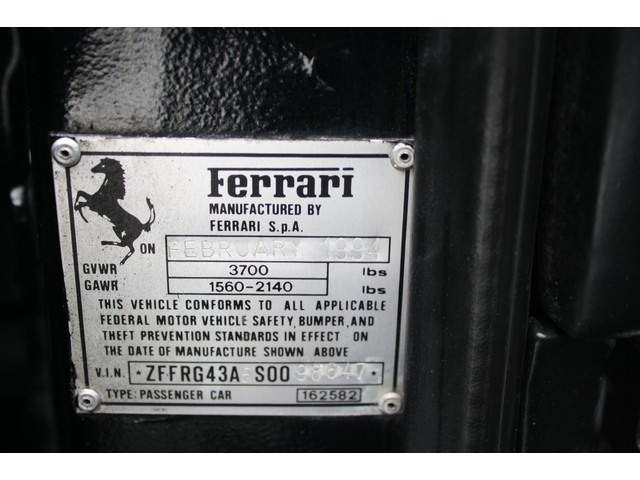 Ferrari
MANUFACTURED BY
FERRARI S.p.A.
ON FEBRUARY 1994
GVWR 3700 lbs
GAWR 1560-2140 lbs
THIS VEHICLE CONFORMS TO ALL APPLICABLE
FEDERAL MOTOR VEHICLE SAFETY, BUMPER, AND
THEFT PREVENTION STANDARDS IN EFFECT ON
THE DATE OF MANUFACTURE SHOWN ABOVE
V.I.N. *ZFFRG43A S00
TYPE: PASSENGER CAR 162582